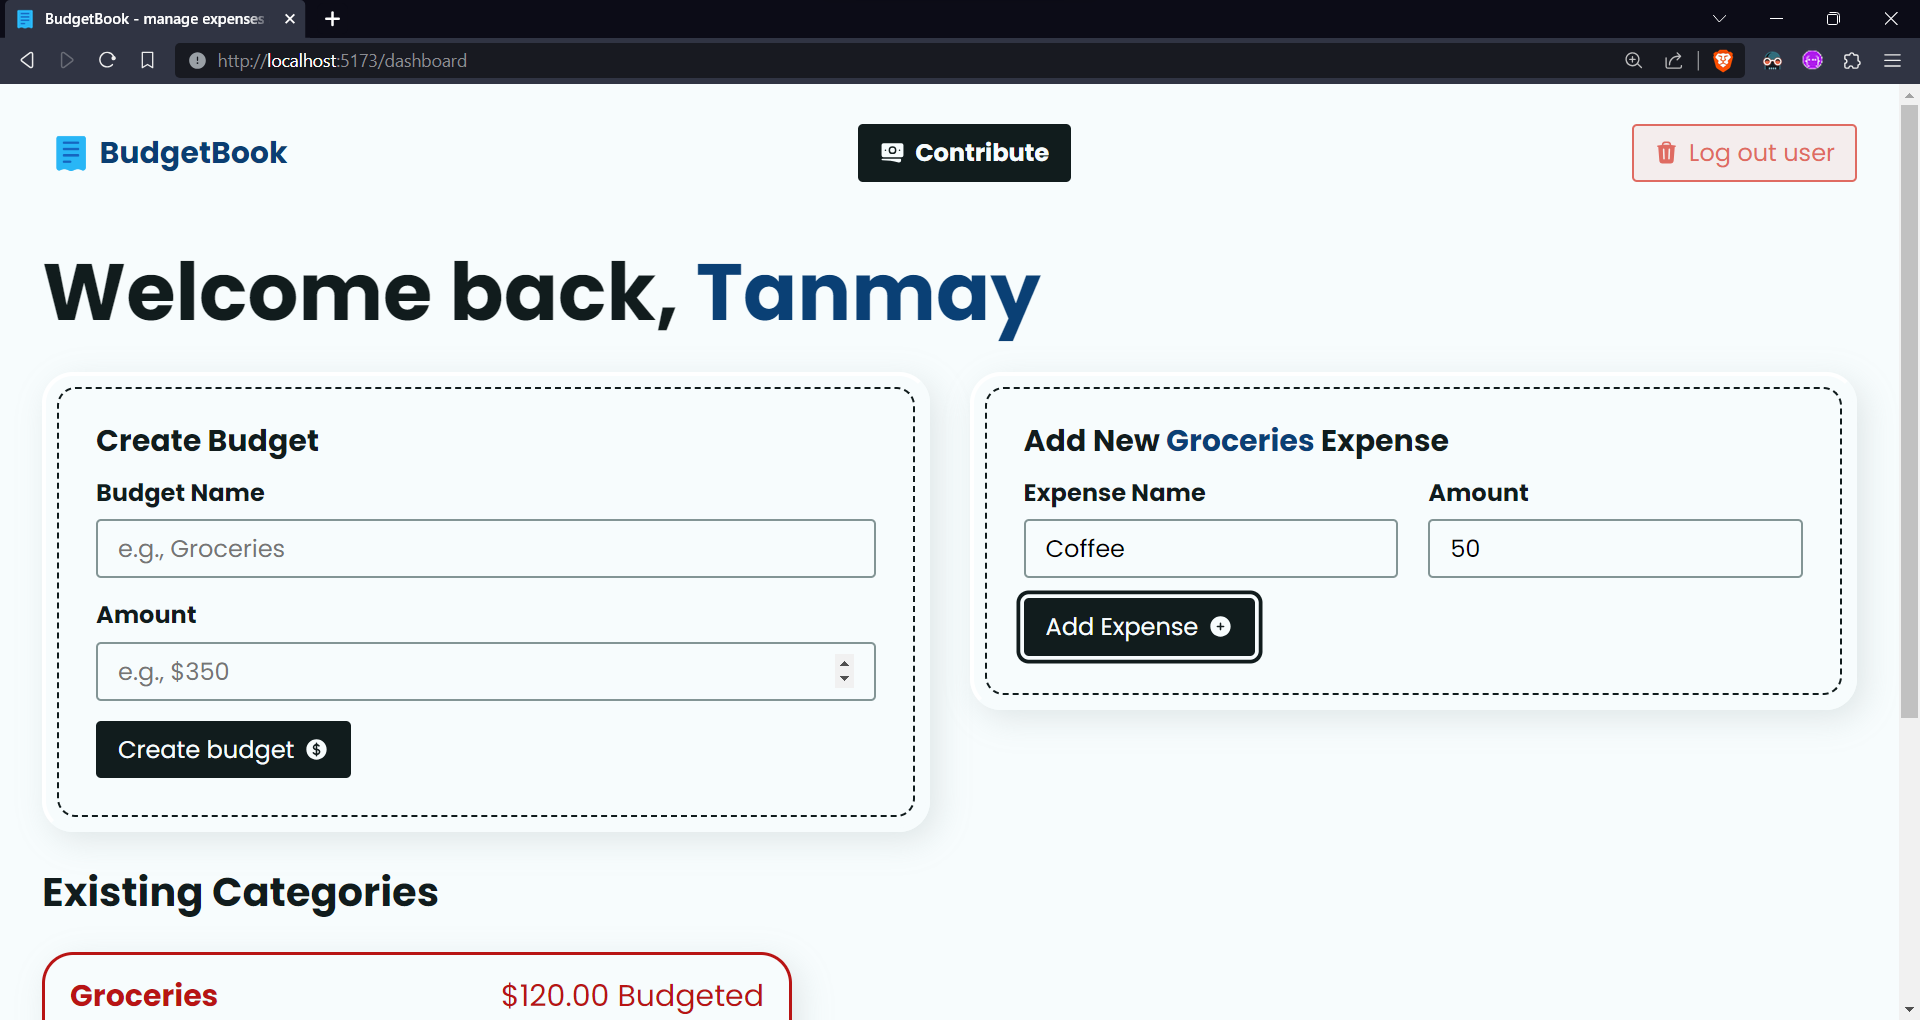 BudgetBook - manage expenses
http://localhost:5173/dashboard
BudgetBook
Contribute
Log out user
Welcome back, Tanmay
Create Budget
Budget Name
e.g., Groceries
Amount
e.g., $350
Create budget
Add New Groceries Expense
Expense Name
Amount
Coffee
50
Add Expense
Existing Categories
Groceries
$120.00 Budgeted